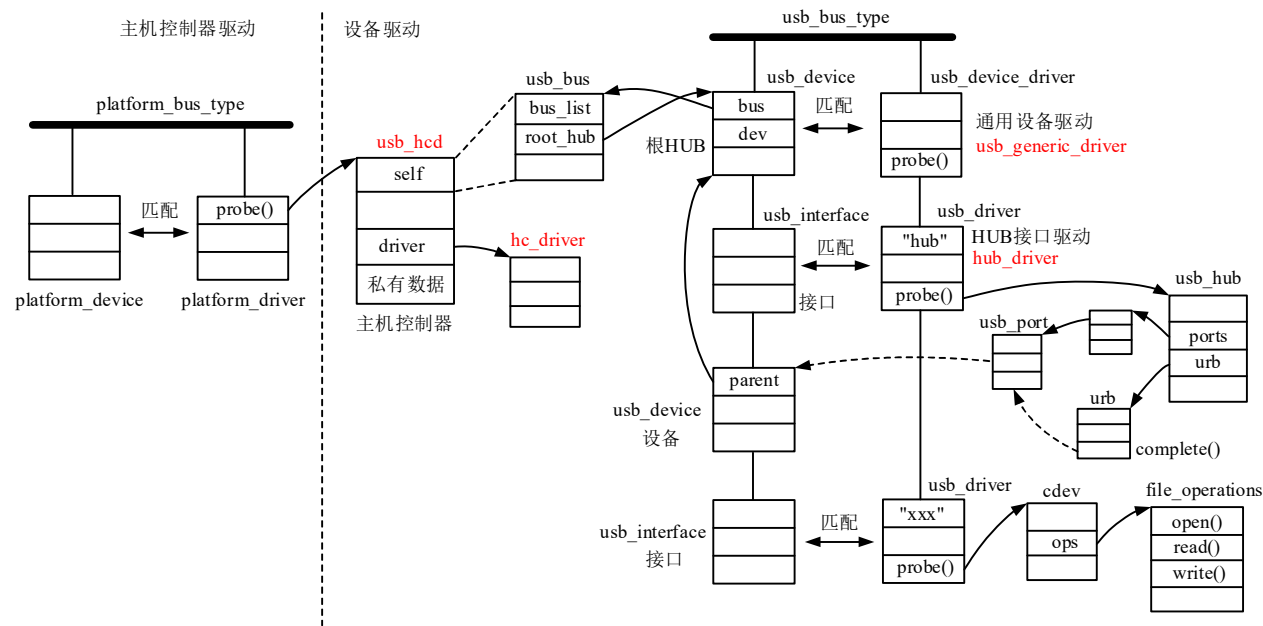 主机控制器驱动
设备驱动
usb_bus_type
platform_bus_type
probe()
匹配
platform_device
platform_driver
usb_hcd
self
driver
私有数据
主机控制器
hc_driver
usb_bus
bus_list
root_hub
usb_device
bus
dev
根HUB
匹配
usb_device_driver
probe()
通用设备驱动
usb_generic_driver
usb_interface
接口
匹配
usb_driver
"hub"
probe()
HUB接口驱动
hub_driver
usb_hub
ports
urb
usb_port
urb
complete()
parent
usb_device
设备
usb_interface
接口
匹配
usb_driver
"xxx"
probe()
cdev
ops
file_operations
open()
read()
write()